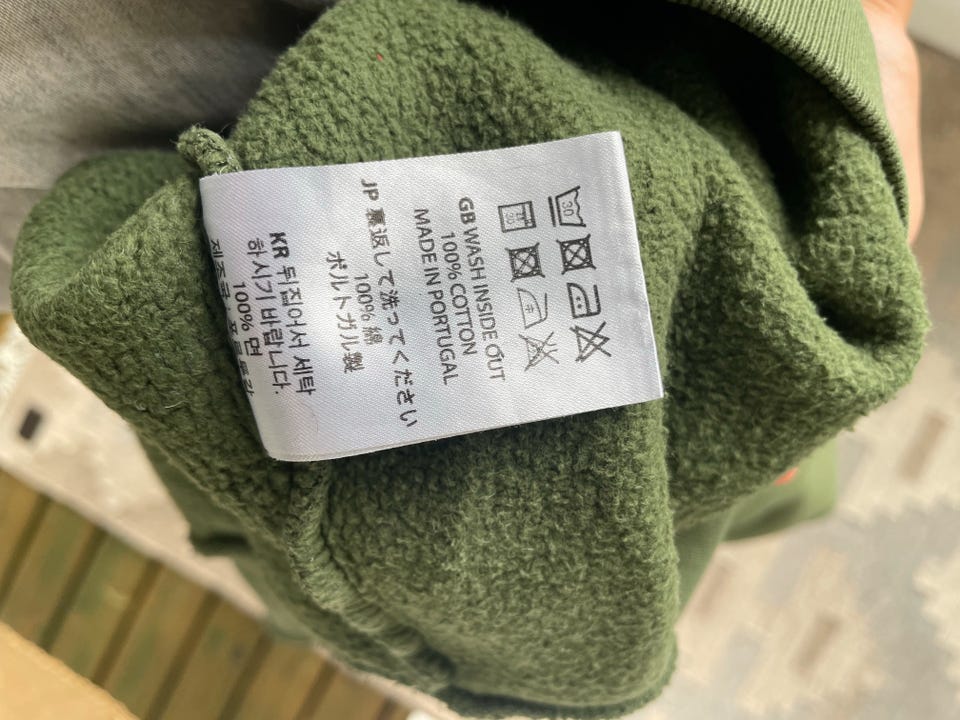 30
30
GB WASH INSIDE OUT
100% COTTON
MADE IN PORTUGAL
JP 裏返して洗ってください
100% 綿
ポルトガル製
KR 뒤집어서 세탁
하시기 바랍니다.
100% 면